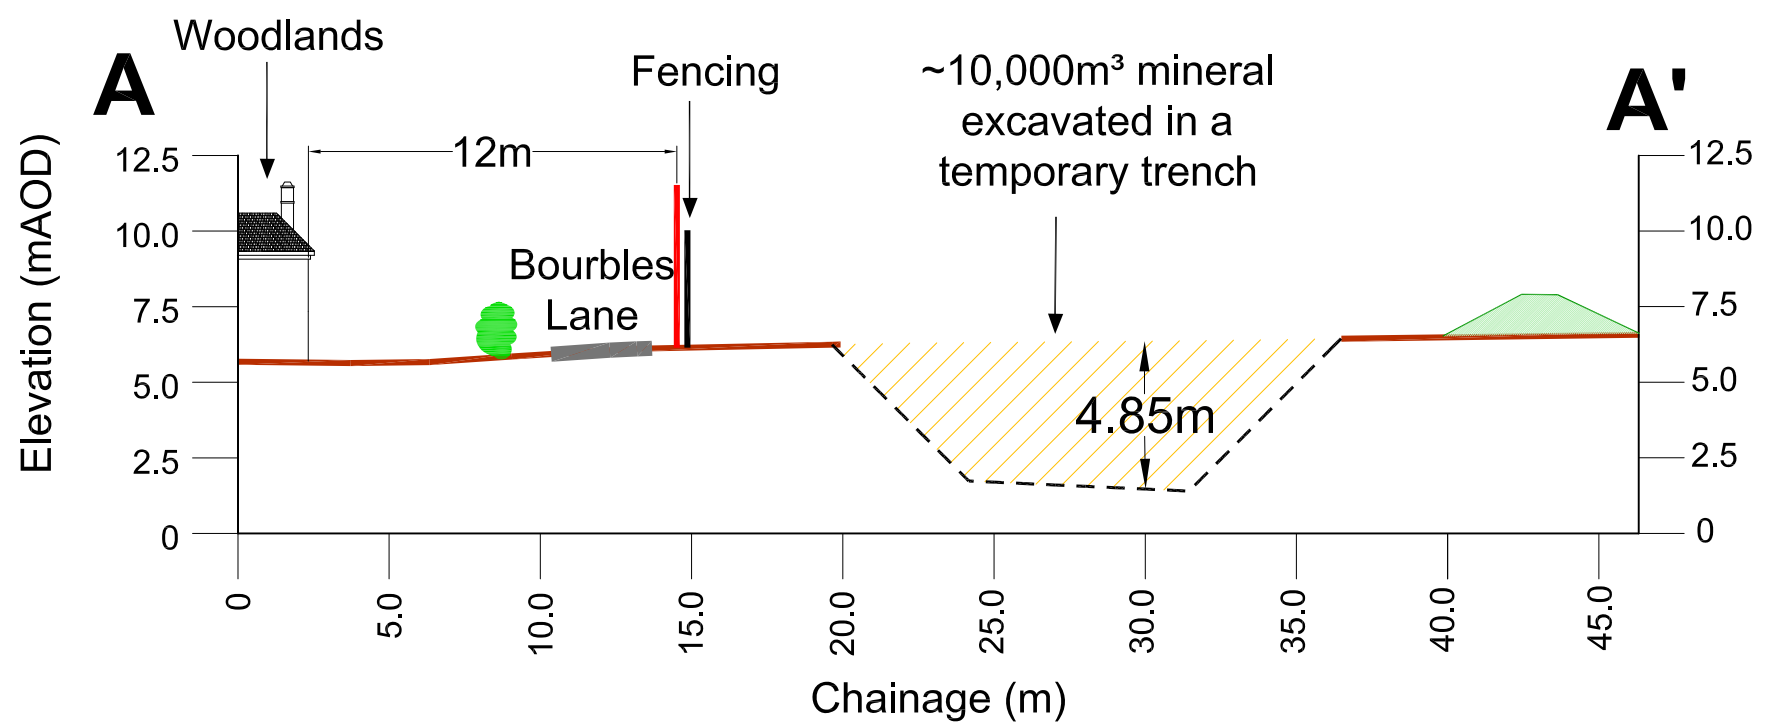 Woodlands
A
Fencing
~10,000m³ mineral
excavated in a
temporary trench
A'
12m
Elevation (mAOD)
12.5
10.0
7.5
5.0
2.5
0
Bourbles
Lane
4.85m
12.5
10.0
7.5
5.0
2.5
0
0
5.0
10.0
15.0
20.0
25.0
30.0
35.0
40.0
45.0
Chainage (m)